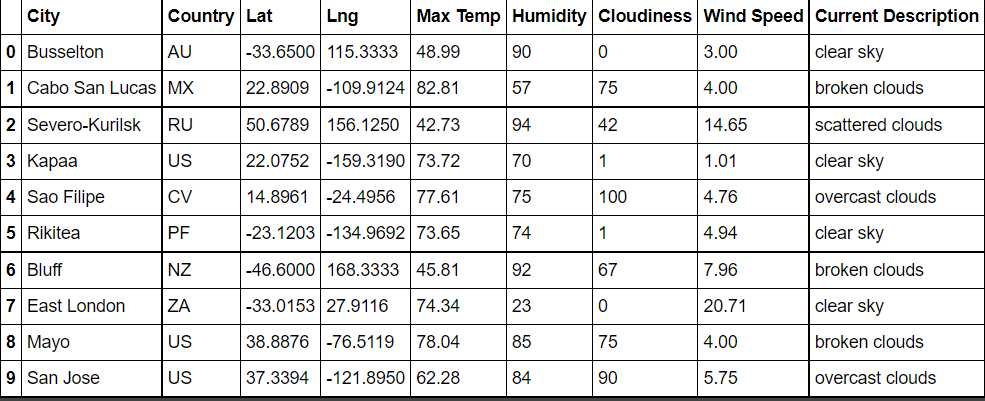 City Country Lat Lng Max Temp Humidity Cloudiness Wind Speed Current Description
0 Busselton AU -33.6500 115.3333 48.99 90 0 3.00 clear sky
1 Cabo San Lucas MX 22.8909 -109.9124 82.81 57 75 4.00 broken clouds
2 Severo-Kurilsk RU 50.6789 156.1250 42.73 94 42 14.65 scattered clouds
3 Kapaa US 22.0752 -159.3190 73.72 70 1 1.01 clear sky
4 Sao Filipe CV 14.8961 -24.4956 77.61 75 100 4.76 overcast clouds
5 Rikitea PF -23.1203 -134.9692 73.65 74 1 4.94 clear sky
6 Bluff NZ -46.6000 168.3333 45.81 92 67 7.96 broken clouds
7 East London ZA -33.0153 27.9116 74.34 23 0 20.71 clear sky
8 Mayo US 38.8876 -76.5119 78.04 85 75 4.00 broken clouds
9 San Jose US 37.3394 -121.8950 62.28 84 90 5.75 overcast clouds